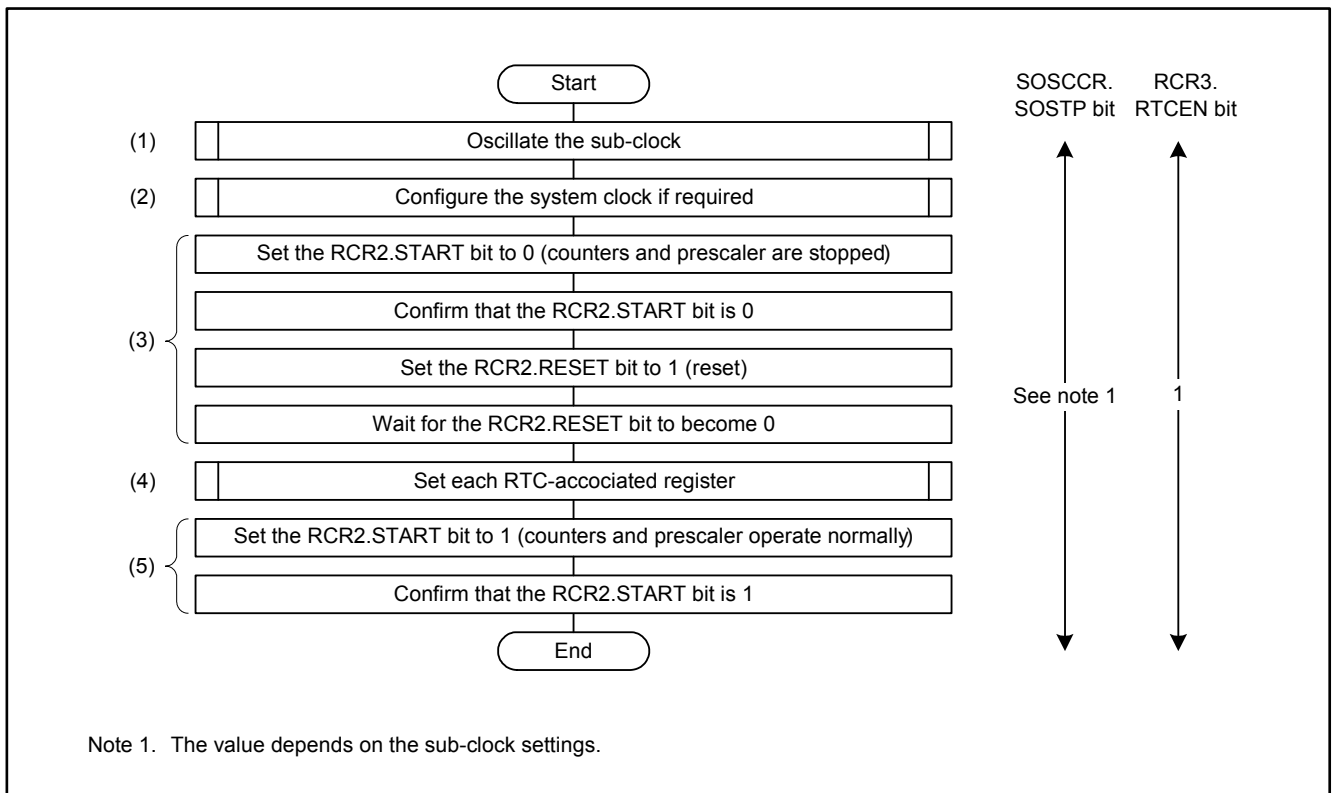 Start
SOSCCR. RCR3.
SOSTP bit RTCEN bit
(1) Oscillate the sub-clock
(2) Configure the system clock if required
Set the RCR2.START bit to 0 (counters and prescaler are stopped)
Confirm that the RCR2.START bit is 0
(3)
Set the RCR2.RESET bit to 1 (reset)
See note 1 1
Wait for the RCR2.RESET bit to become 0
(4) Set each RTC-accociated register
Set the RCR2.START bit to 1 (counters and prescaler operate normally)
(5)
Confirm that the RCR2.START bit is 1
End
Note 1. The value depends on the sub-clock settings.